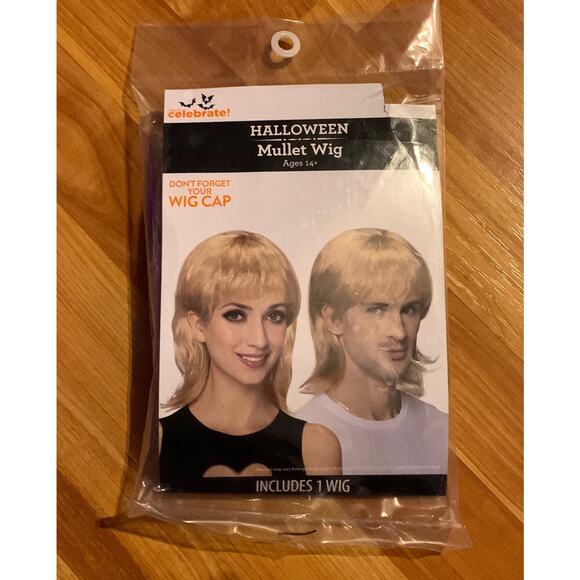 celebrate!
HALLOWEEN
Mullet Wig
Ages 14+
DON'T FORGET
YOUR
WIG CAP
INCLUDES 1 WIG